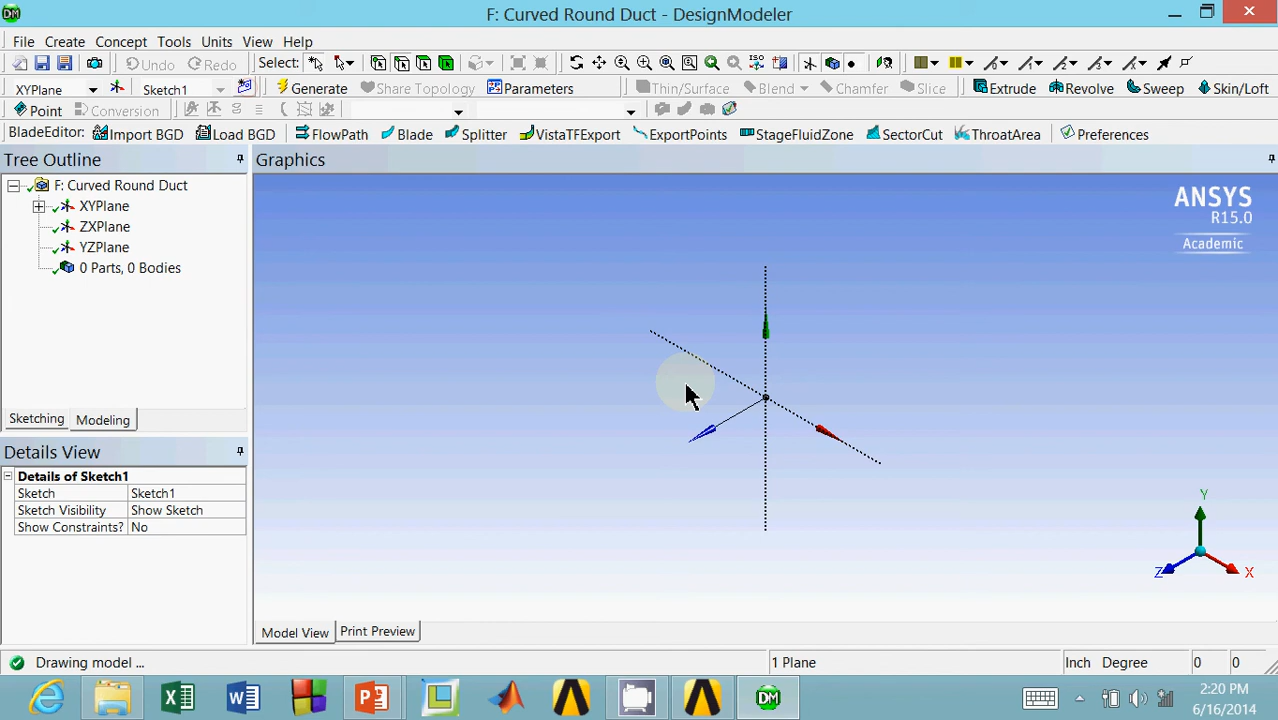 DM
F: Curved Round Duct - DesignModeler
File Create Concept Tools Units View Help
Undo Redo Select: ISO
XYPlane Sketch1 Generate Share Topology Parameters Thin/Surface Blend Chamfer Slice Extrude Revolve Sweep Skin/Loft
Point Conversion
BladeEditor: Import BGD Load BGD FlowPath Blade Splitter VistaTFExport ExportPoints StageFluidZone SectorCut ThroatArea Preferences
Tree Outline
Graphics
F: Curved Round Duct
XYPlane
ZXPlane
YZPlane
0 Parts, 0 Bodies
ANSYS
R15.0
Academic
Sketching Modeling
Details View
Details of Sketch1
Sketch Sketch1
Sketch Visibility Show Sketch
Show Constraints? No
Y
Z
X
Model View Print Preview
Drawing model ...
1 Plane
Inch Degree 0 0
DM
2:20 PM
6/16/2014